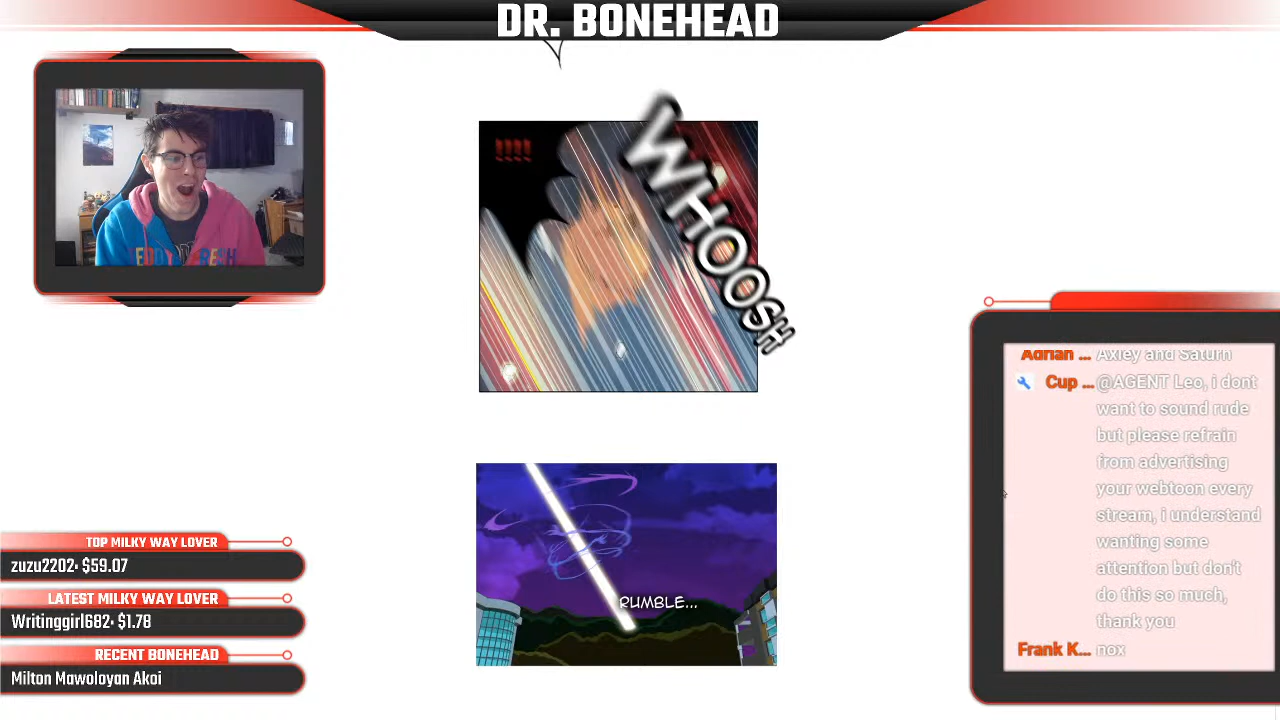 DR. BONEHEAD
!!!!
WHOOSH
RUMBLE...
Adrian ... Axley and Saturn
Cup ... @AGENT Leo, i dont
want to sound rude
but please refrain
from advertising
your webtoon every
stream, i understand
wanting some
attention but don't
do this so much,
thank you
Frank K... nox
TOP MILKY WAY LOVER
zuzu2202• $59.07
LATEST MILKY WAY LOVER
Writinggirl682• $1.78
RECENT BONEHEAD
Milton Mawoloyan Akoi